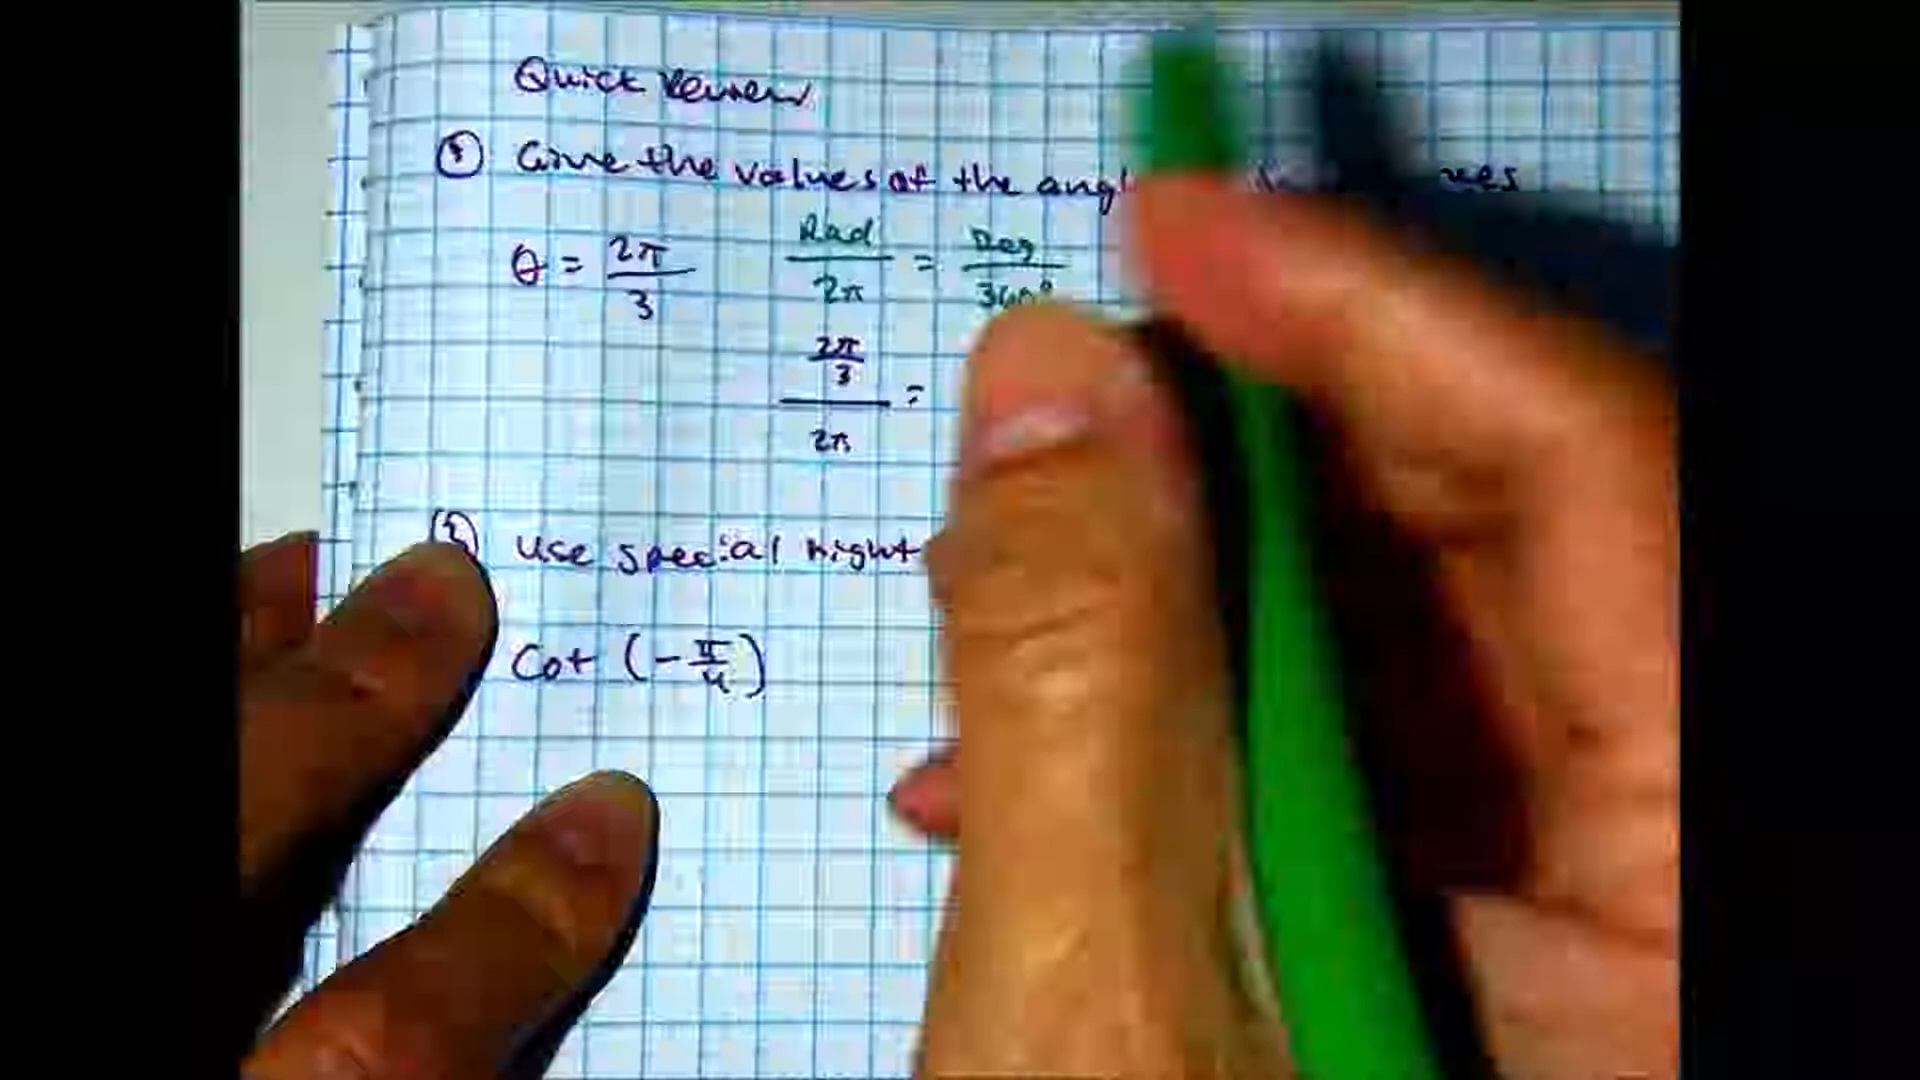 Quick Review
① Give the values of the angle
θ = 2π/3 Rad/2π = Deg/360°
2π/3 / 2π =
② Use special right
Cot (-π/4)